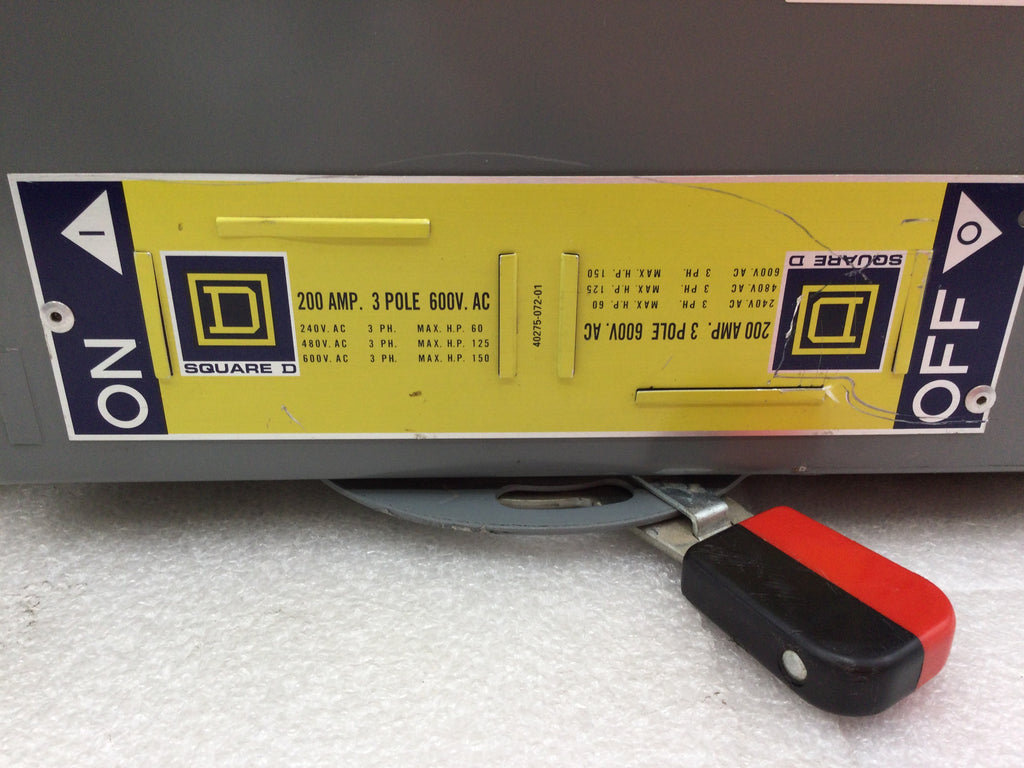 I
ON
D
SQUARE D
200 AMP. 3 POLE 600V. AC
240V. AC 3 PH. MAX. H.P. 60
480V. AC 3 PH. MAX. H.P. 125
600V. AC 3 PH. MAX. H.P. 150
40275-072-01
200 AMP. 3 POLE 600V. AC
240V. AC 3 PH. MAX. H.P. 60
480V. AC 3 PH. MAX. H.P. 125
600V. AC 3 PH. MAX. H.P. 150
D
SQUARE D
O
OFF